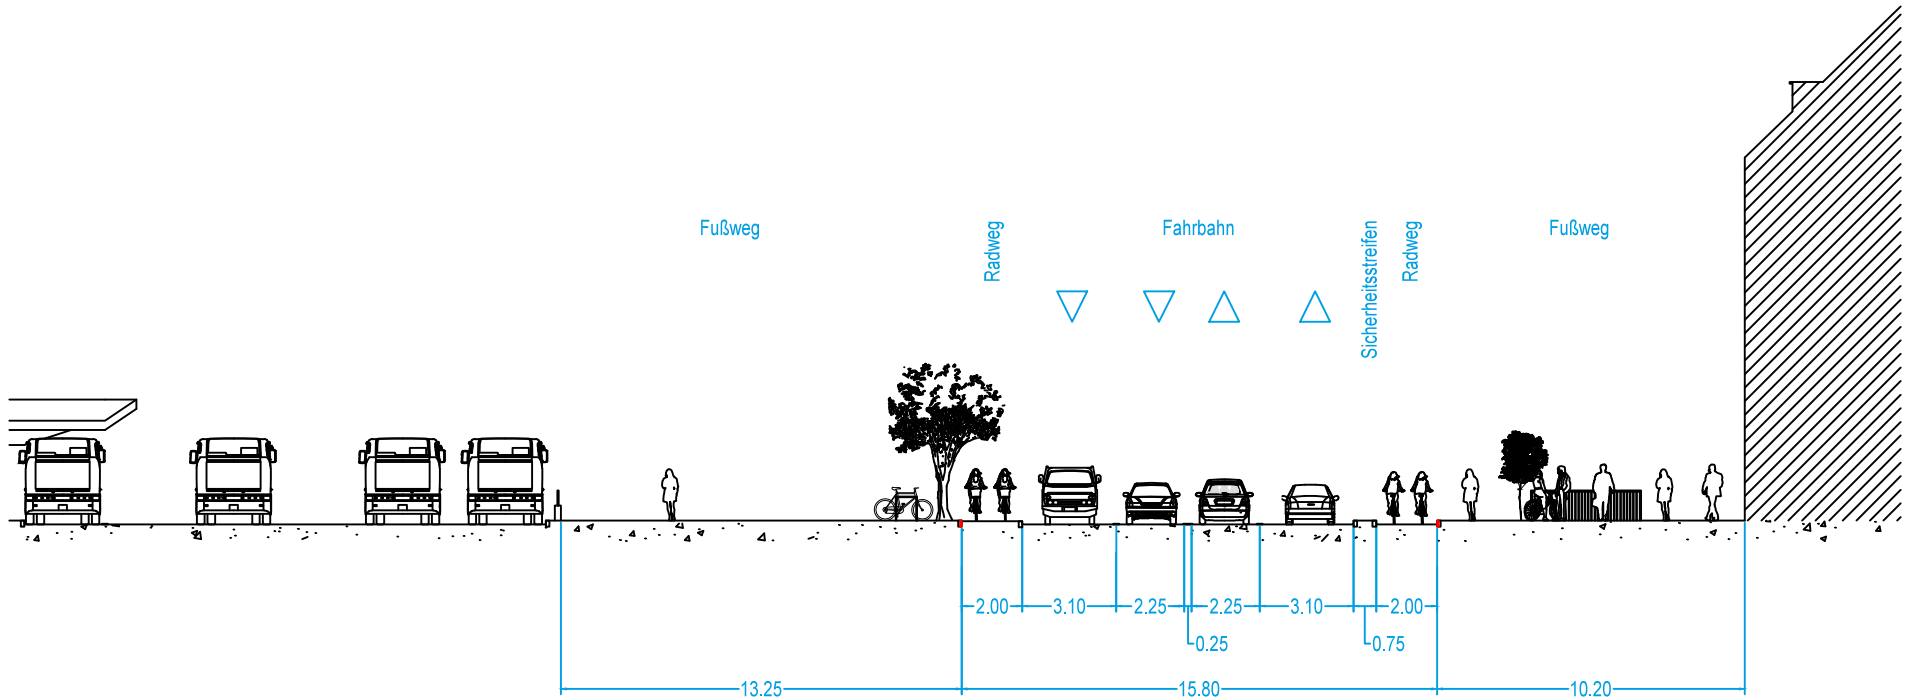 Fußweg
Radweg
Fahrbahn
Sicherheitsstreifen
Radweg
Fußweg
2.00
3.10
2.25
2.25
3.10
2.00
0.25
0.75
13.25
15.80
10.20